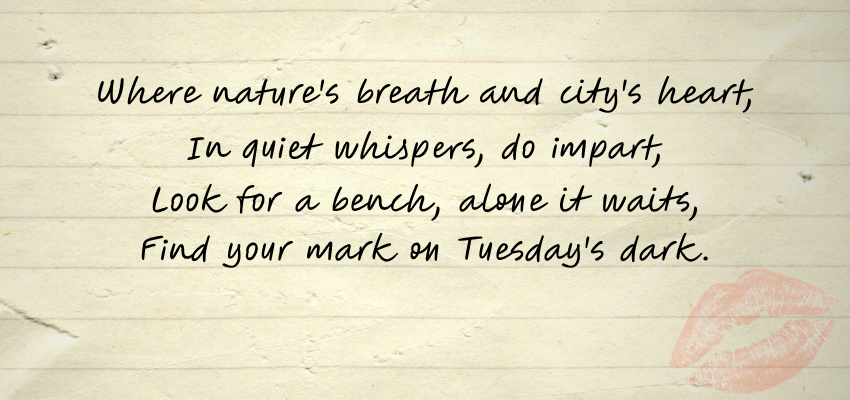 Where nature's breath and city's heart,
In quiet whispers, do impart,
Look for a bench, alone it waits,
Find your mark on Tuesday's dark.